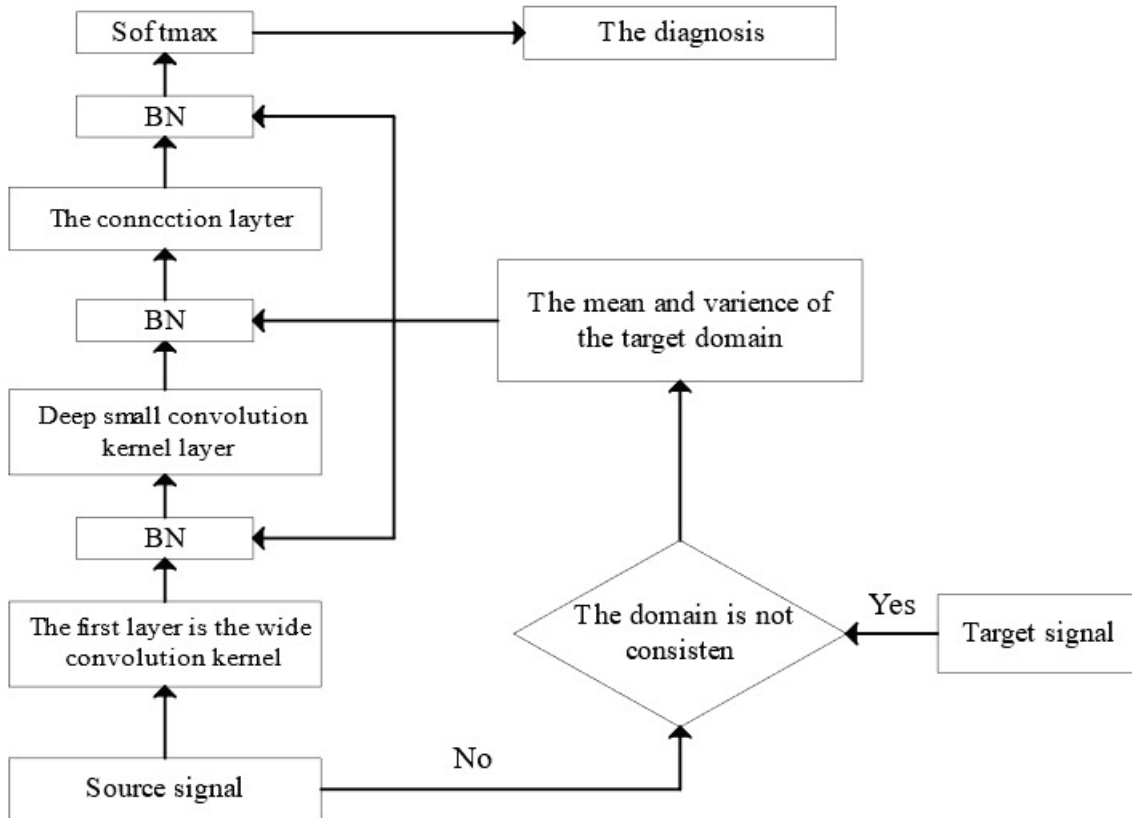 Softmax
The diagnosis
BN
The conncction layter
BN
The mean and varience of
the target domain
Deep small convolution
kernel layer
BN
The first layer is the wide
convolution kernel
The domain is not
consisten
Yes
Target signal
No
Source signal